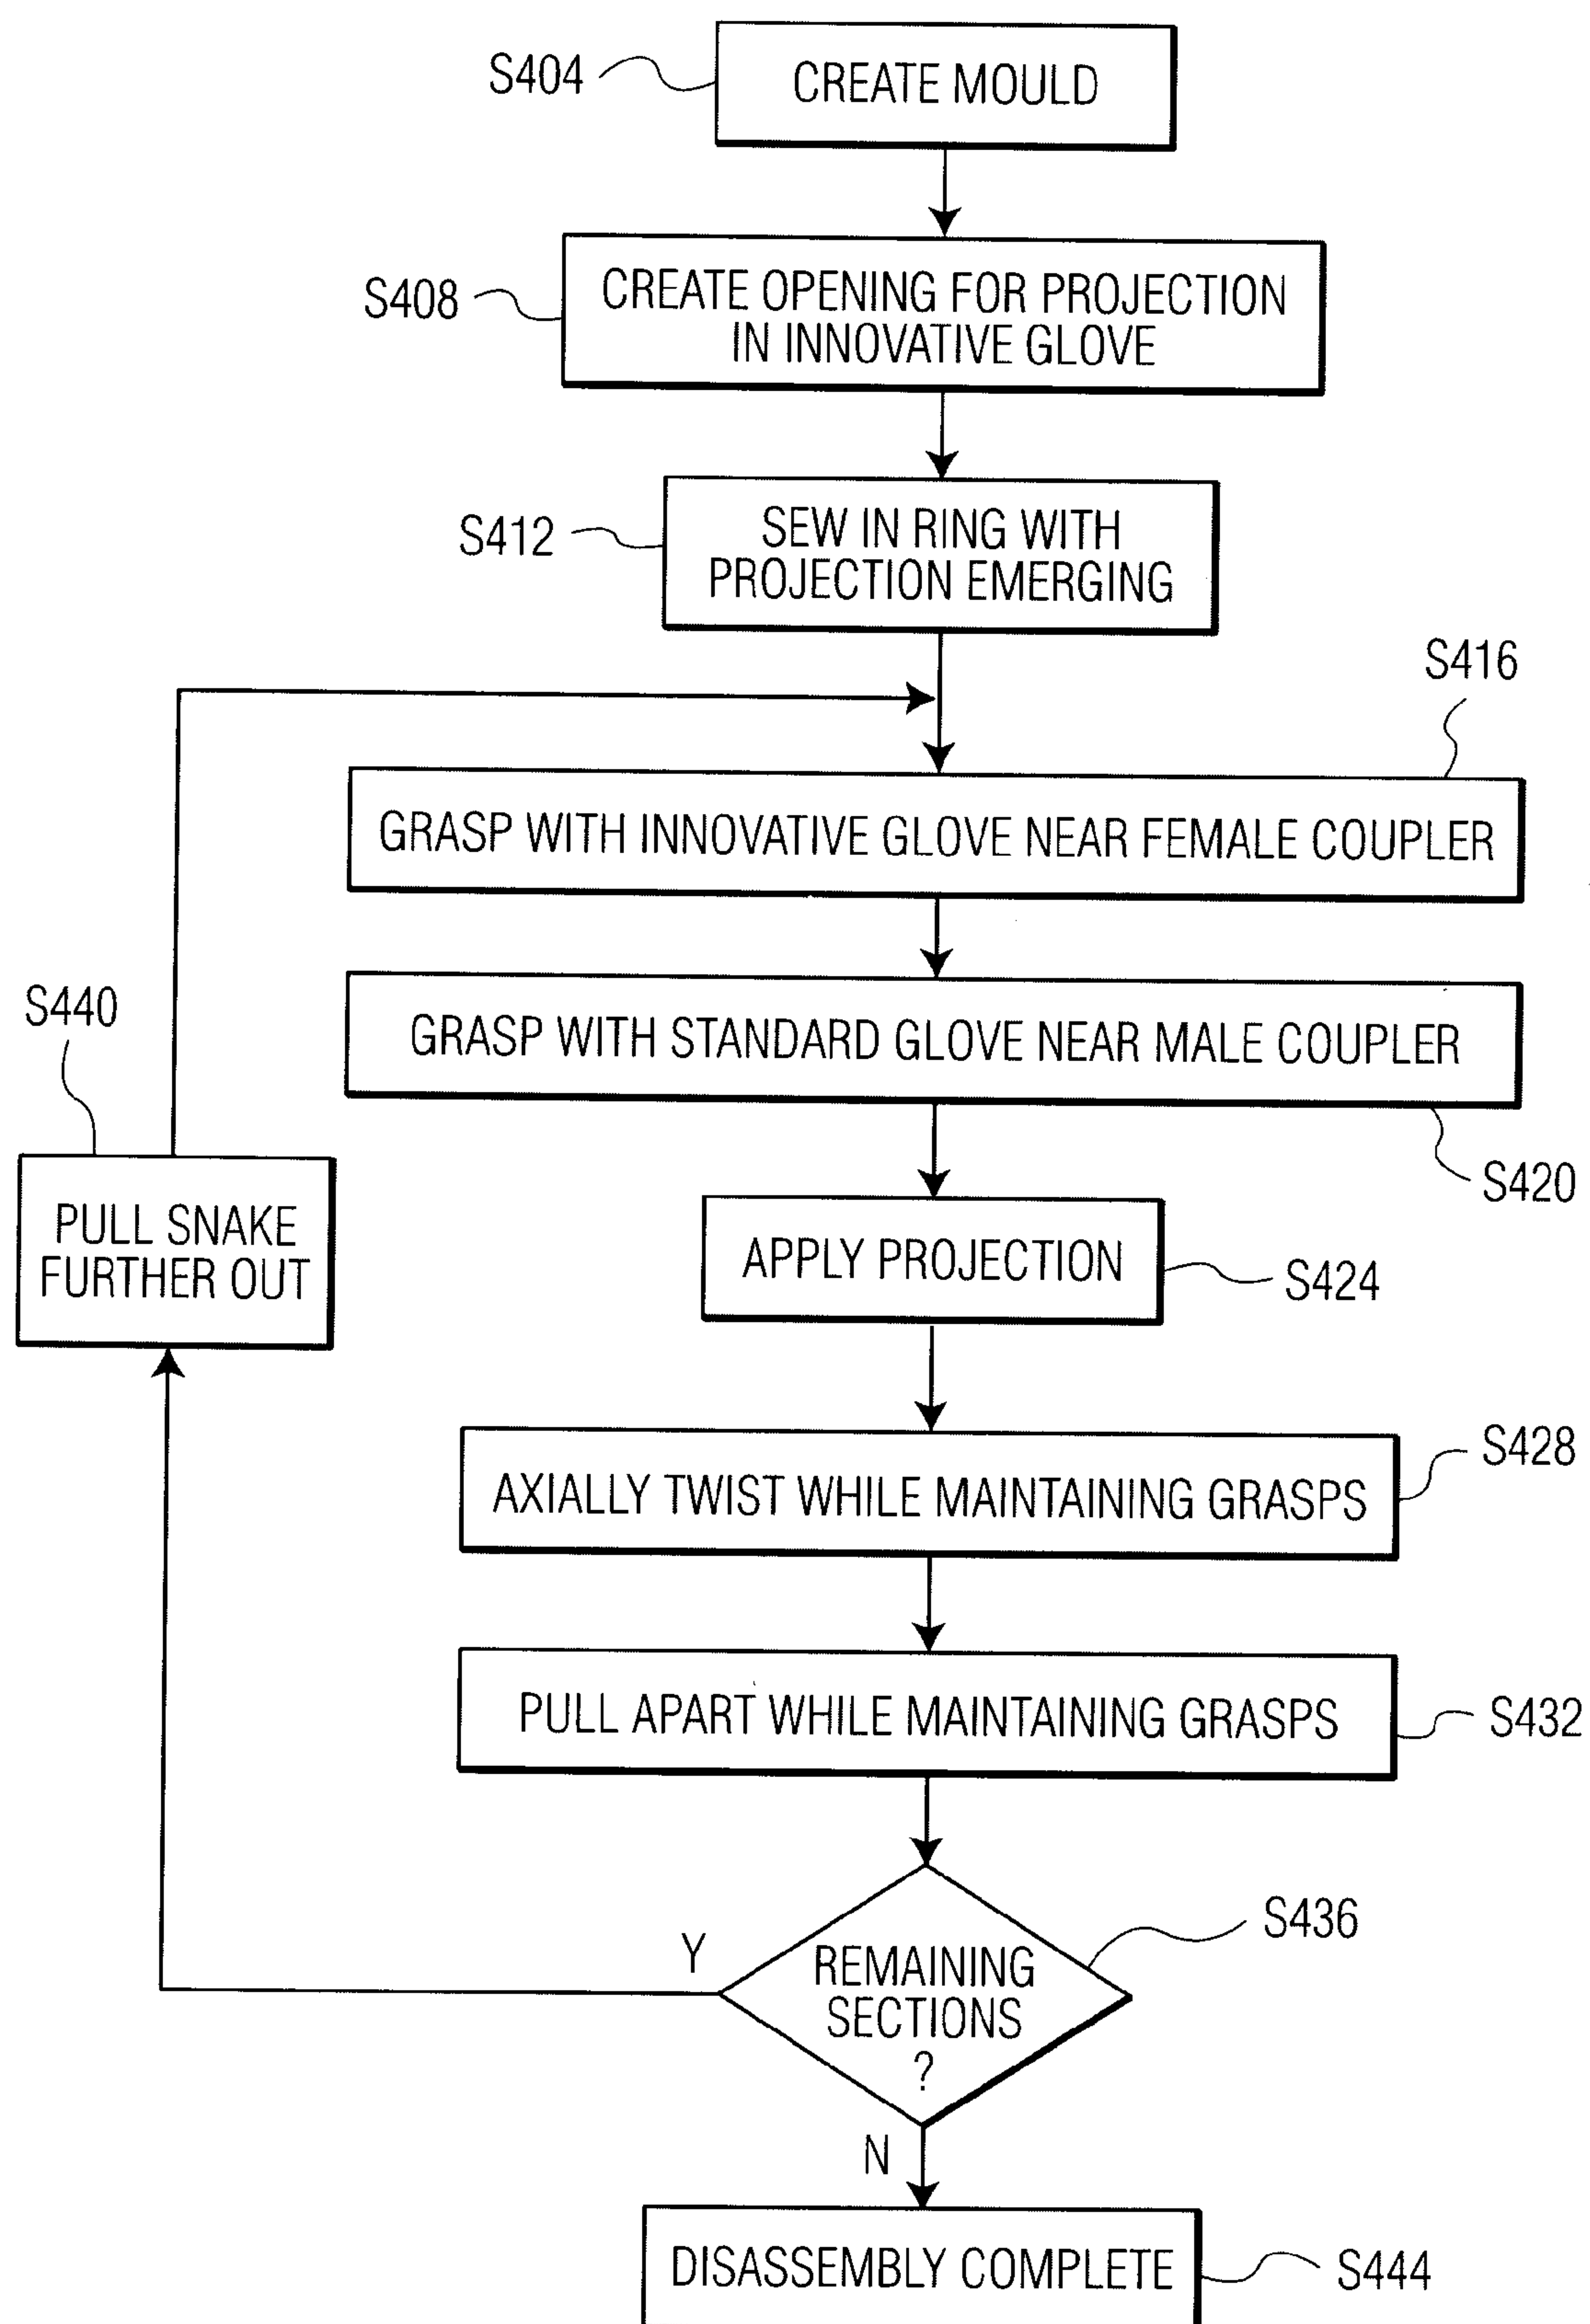 S404
CREATE MOULD
S408
CREATE OPENING FOR PROJECTION
IN INNOVATIVE GLOVE
S412
SEW IN RING WITH
PROJECTION EMERGING
S416
GRASP WITH INNOVATIVE GLOVE NEAR FEMALE COUPLER
GRASP WITH STANDARD GLOVE NEAR MALE COUPLER
S420
S440
PULL SNAKE
FURTHER OUT
APPLY PROJECTION
S424
AXIALLY TWIST WHILE MAINTAINING GRASPS
S428
PULL APART WHILE MAINTAINING GRASPS
S432
REMAINING
SECTIONS
?
S436
Y
N
DISASSEMBLY COMPLETE
S444